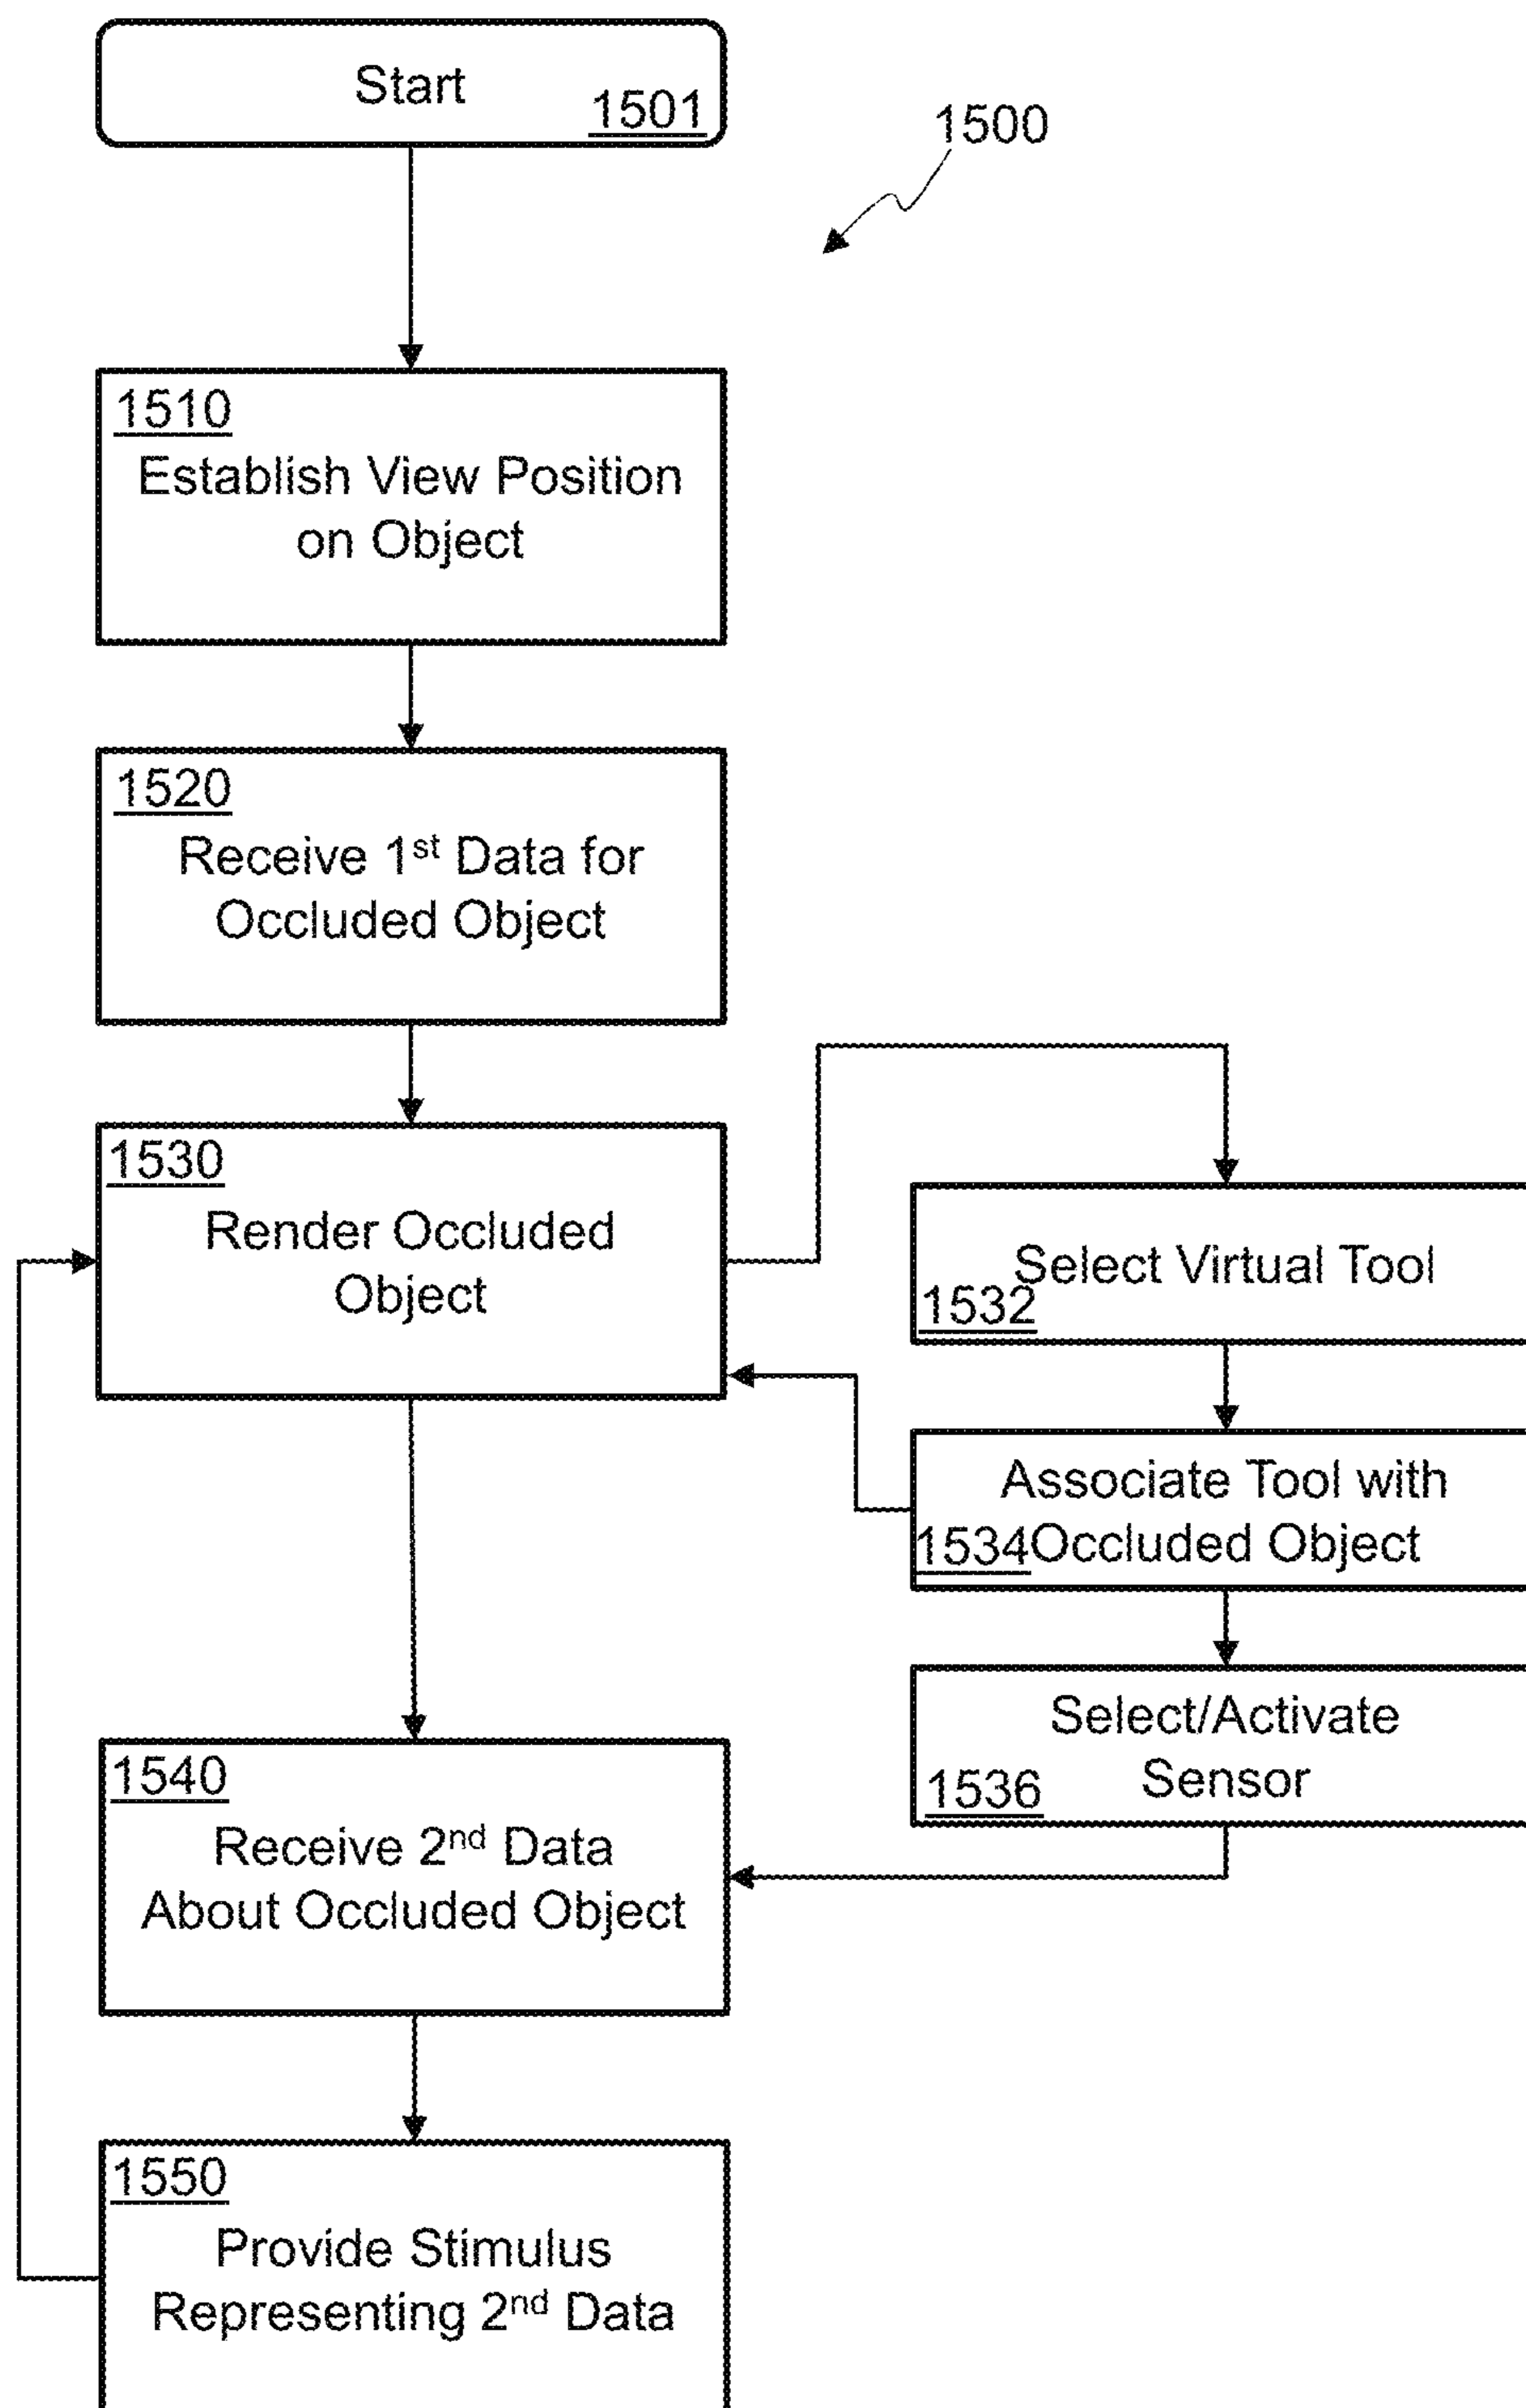 Start
1501
1500
1510
Establish View Position
on Object
1520
Receive 1st Data for
Occluded Object
1530
Render Occluded
Object
Select Virtual Tool
1532
Associate Tool with
1534 Occluded Object
Select/Activate
Sensor
1536
1540
Receive 2nd Data
About Occluded Object
1550
Provide Stimulus
Representing 2nd Data